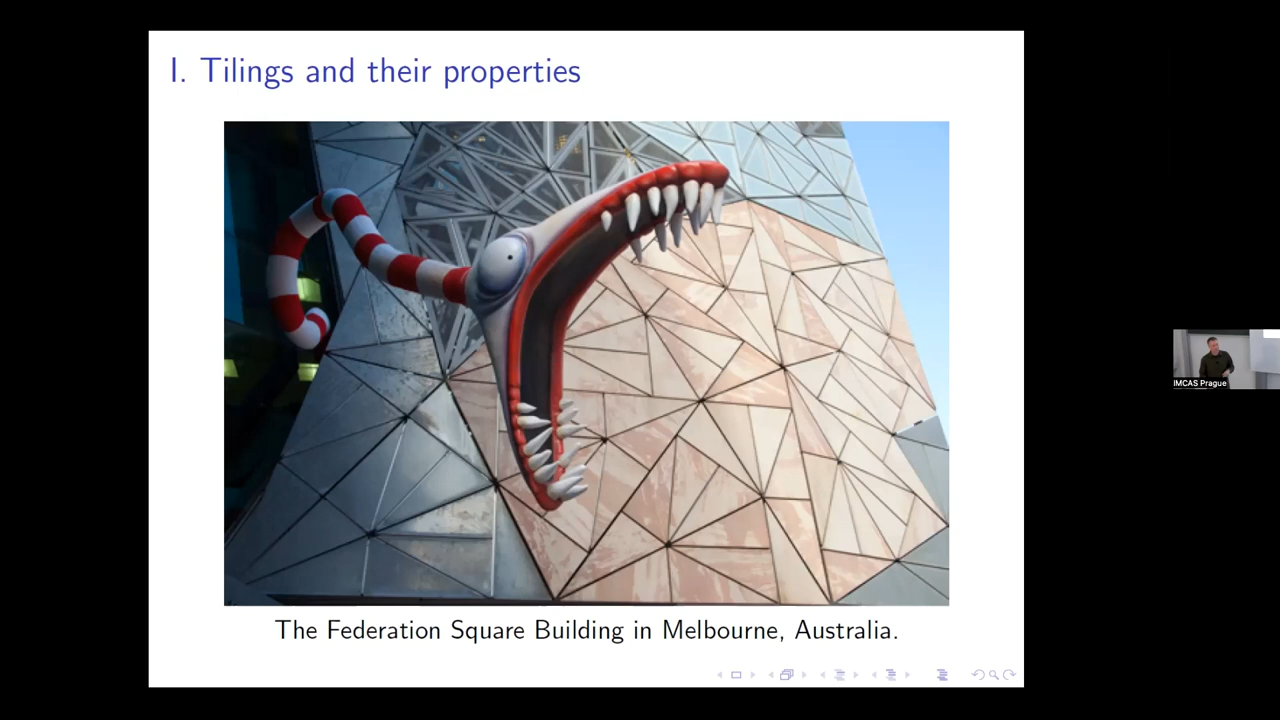 I. Tilings and their properties
The Federation Square Building in Melbourne, Australia.
IMCAS Prague